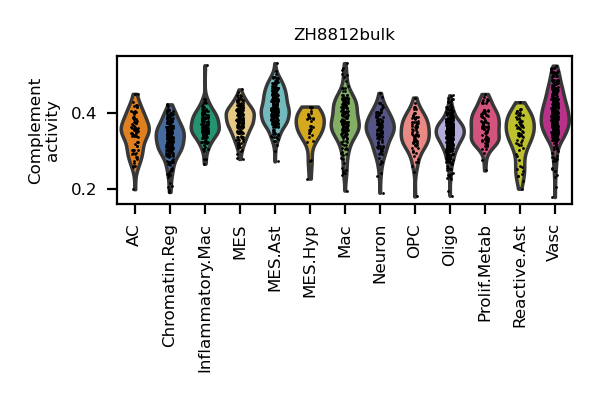 ZH8812bulk
Complement
activity
0.4
0.2
AC
Chromatin.Reg
Inflammatory.Mac
MES
MES.Ast
MES.Hyp
Mac
Neuron
OPC
Oligo
Prolif.Metab
Reactive.Ast
Vasc